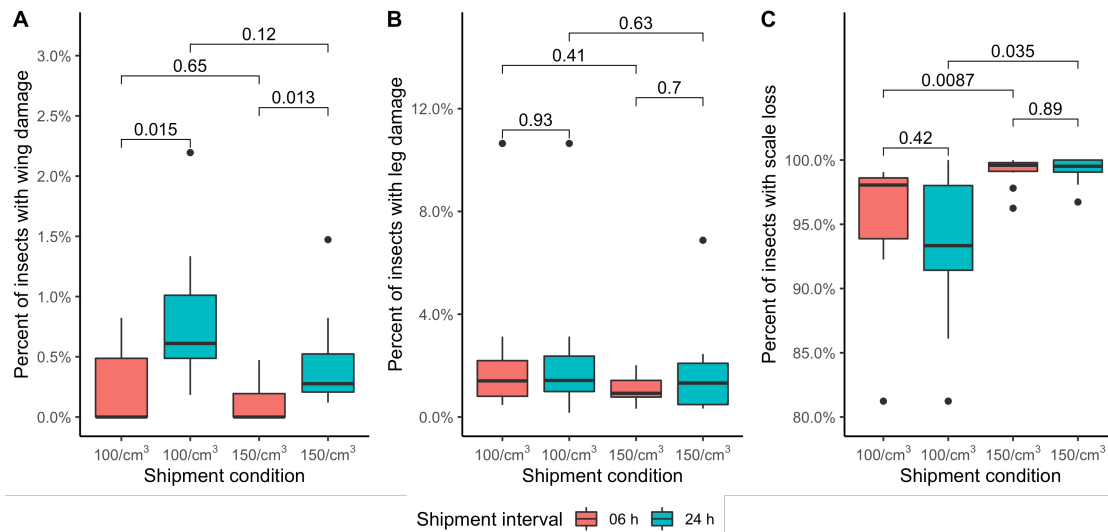 A
Percent of insects with wing damage
3.0%
2.5%
2.0%
1.5%
1.0%
0.5%
0.0%
0.12
0.65
0.013
0.015
100/cm³ 100/cm³ 150/cm³ 150/cm³
Shipment condition
B
Percent of insects with leg damage
12.0%
8.0%
4.0%
0.0%
0.63
0.41
0.7
0.93
100/cm³ 100/cm³ 150/cm³ 150/cm³
Shipment condition
C
Percent of insects with scale loss
100.0%
95.0%
90.0%
85.0%
80.0%
0.035
0.0087
0.89
0.42
100/cm³ 100/cm³ 150/cm³ 150/cm³
Shipment condition
Shipment interval 06 h 24 h